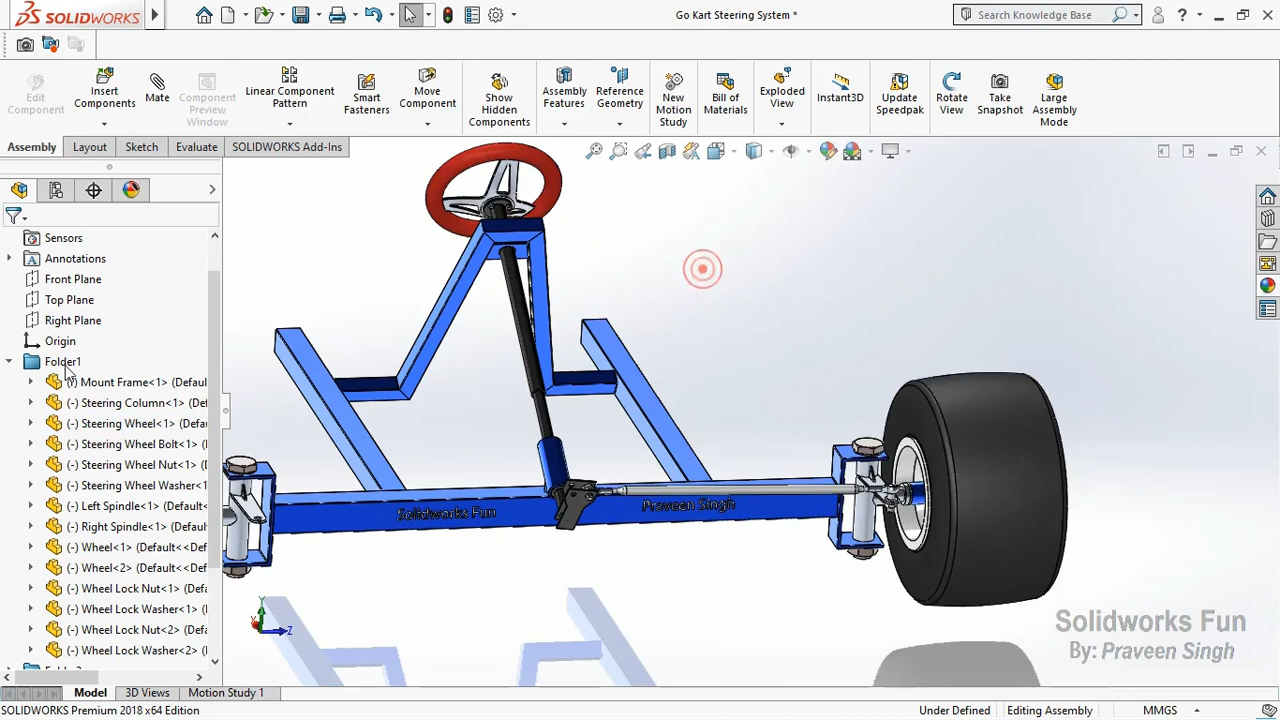 SOLIDWORKS
Go Kart Steering System *
Search Knowledge Base
?
Edit Component
Insert Components
Mate
Component Preview Window
Linear Component Pattern
Smart Fasteners
Move Component
Show Hidden Components
Assembly Features
Reference Geometry
New Motion Study
Bill of Materials
Exploded View
Instant3D
Update Speedpak
Rotate View
Take Snapshot
Large Assembly Mode
Assembly
Layout
Sketch
Evaluate
SOLIDWORKS Add-Ins
Sensors
Annotations
Front Plane
Top Plane
Right Plane
Origin
Folder1
Mount Frame<1> (Defaul
(-) Steering Column<1> (Defa
(-) Steering Wheel<1> (Defau
(-) Steering Wheel Bolt<1> (
(-) Steering Wheel Nut<1> (
(-) Steering Wheel Washer<1
(-) Left Spindle<1> (Default<
(-) Right Spindle<1> (Default
(-) Wheel<1> (Default<<Def
(-) Wheel<2> (Default<<Def
(-) Wheel Lock Nut<1> (Defa
(-) Wheel Lock Washer<1> (
(-) Wheel Lock Nut<2> (Defa
(-) Wheel Lock Washer<2> (
Solidworks Fun
Praveen Singh
Y
Z
Solidworks Fun
By: Praveen Singh
Model
3D Views
Motion Study 1
SOLIDWORKS Premium 2018 x64 Edition
Under Defined
Editing Assembly
MMGS